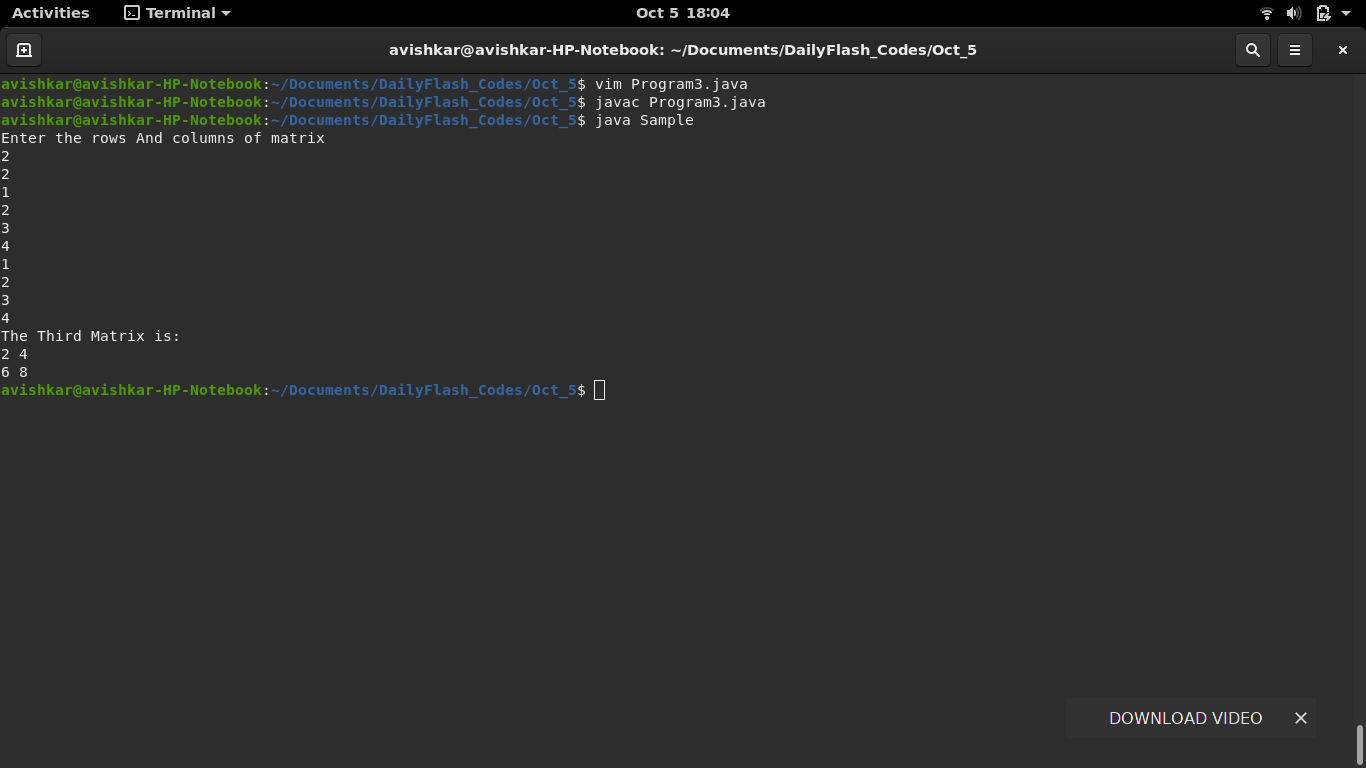 Activities Terminal Oct 5 18:04
avishkar@avishkar-HP-Notebook: ~/Documents/DailyFlash_Codes/Oct_5
avishkar@avishkar-HP-Notebook:~/Documents/DailyFlash_Codes/Oct_5$ vim Program3.java
avishkar@avishkar-HP-Notebook:~/Documents/DailyFlash_Codes/Oct_5$ javac Program3.java
avishkar@avishkar-HP-Notebook:~/Documents/DailyFlash_Codes/Oct_5$ java Sample
Enter the rows And columns of matrix
2
2
1
2
3
4
1
2
3
4
The Third Matrix is:
2 4
6 8
avishkar@avishkar-HP-Notebook:~/Documents/DailyFlash_Codes/Oct_5$
DOWNLOAD VIDEO